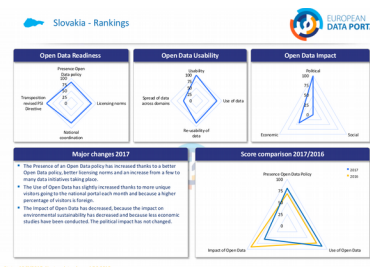 Slovakia - Rankings
EUROPEAN
DATA PORT
Open Data Readiness
Open Data Usability
Open Data Impact
Presence Open
Data policy
100
75
50
25
0
Transposition
revised PSI
Directive
Licensing norms
National
coordination
Usability
100
75
50
25
0
Spread of data
across domains
Use of data
Re-usability of
data
Political
100
75
50
25
0
Economic
Social
Major changes 2017
The Presence of an Open Data policy has increased thanks to a better
Open Data policy, better licensing norms and an increase from a few to
many data initiatives taking place.
The Use of Open Data has slightly increased thanks to more unique
visitors going to the national portal each month and because a higher
percentage of visitors is foreign.
The Impact of Open Data has decreased, because the impact on
environmental sustainability has decreased and because less economic
studies have been conducted. The political impact has not changed.
Score comparison 2017/2016
Presence Open Data Policy
100
75
50
25
0
2017
2016
Impact of Open Data
Use of Open Data